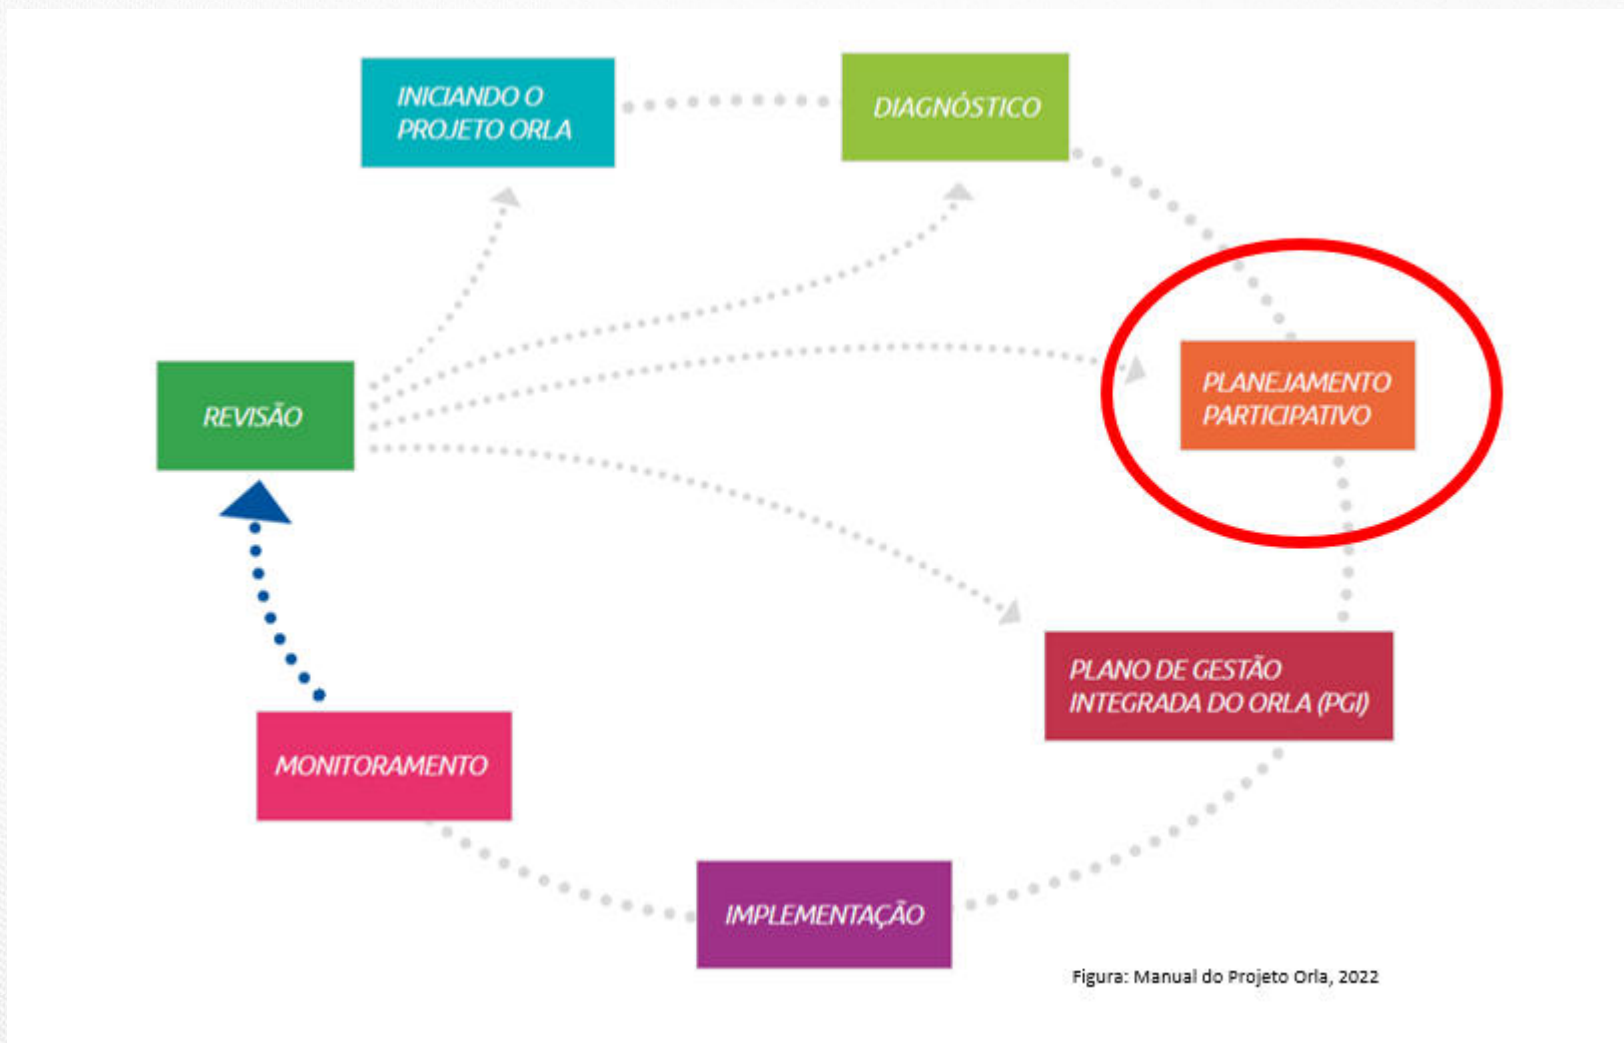 INICIANDO O
PROJETO ORLA
DIAGNÓSTICO
PLANEJAMENTO
PARTICIPATIVO
REVISÃO
PLANO DE GESTÃO
INTEGRADA DO ORLA (PGI)
MONITORAMENTO
IMPLEMENTAÇÃO
Figura: Manual do Projeto Orla, 2022